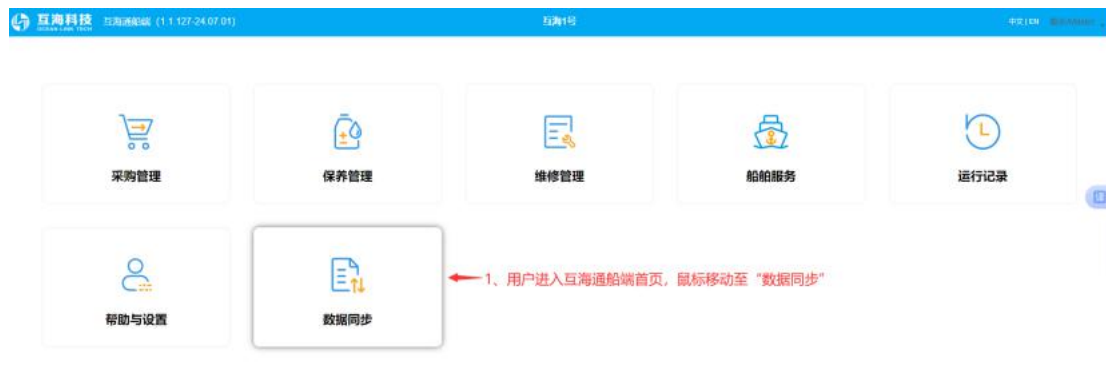 互海科技 互海通船端 (1.1.127-24.07.01)
OCEAN LINK TECH
互海1号
中文 | EN
采购管理
保养管理
维修管理
船舶服务
运行记录
帮助与设置
数据同步
1、用户进入互海通船端首页，鼠标移动至“数据同步”